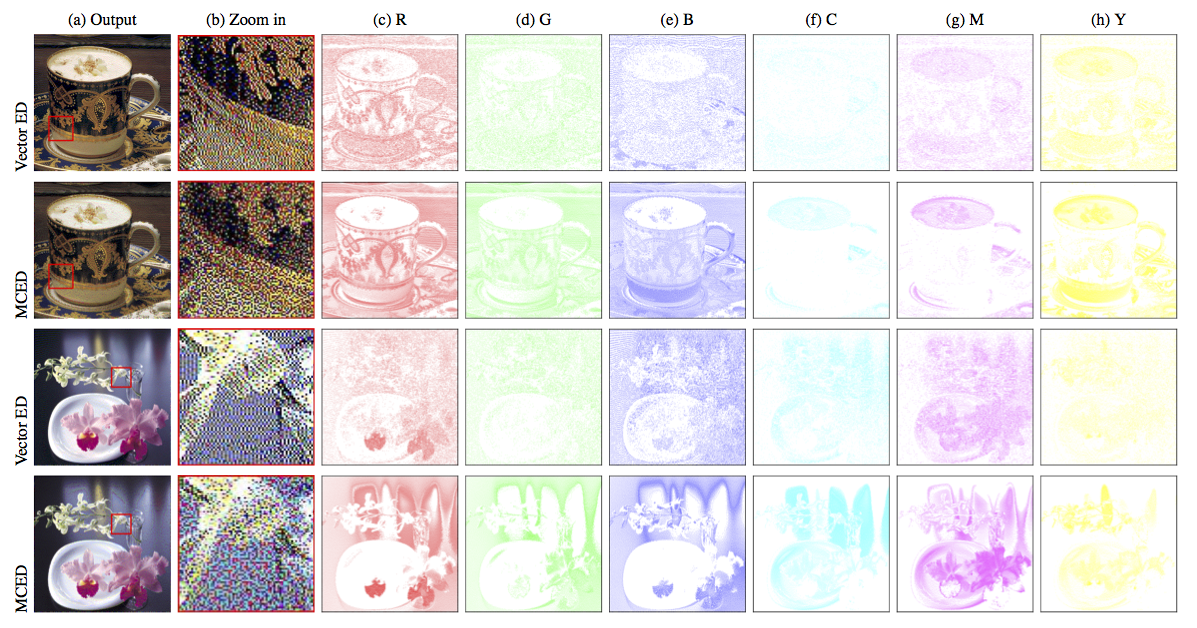 (a) Output (b) Zoom in (c) R (d) G (e) B (f) C (g) M (h) Y
Vector ED
MCED
Vector ED
MCED